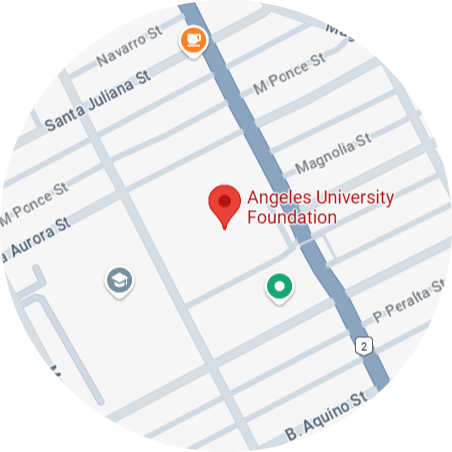 Navarro St
Santa Juliana St
M Ponce St
Magnolia St
Angeles University
Foundation
M Ponce St
a Aurora St
P Peralta St
2
B. Aquino St